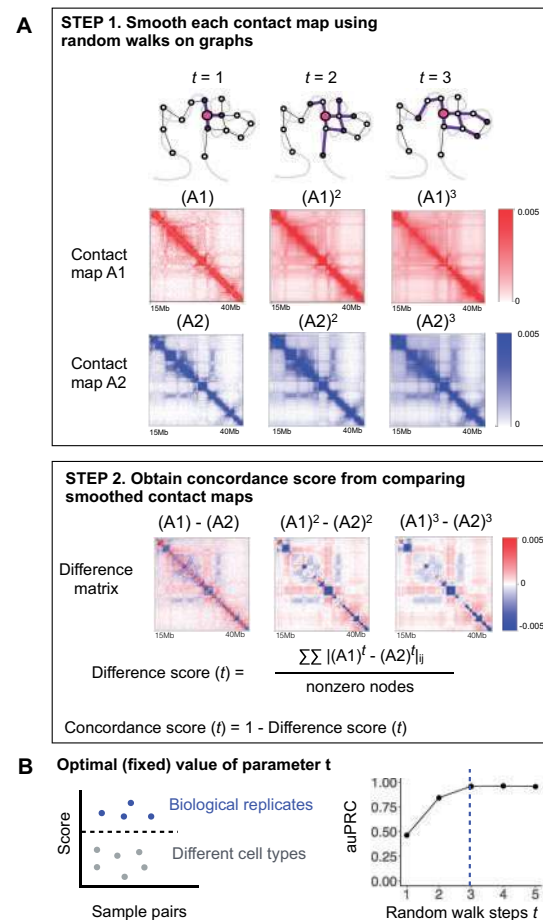 A
STEP 1. Smooth each contact map using
random walks on graphs
t = 1 t = 2 t = 3
(A1) (A1)² (A1)³
Contact
map A1
0.005
0
15Mb 40Mb 15Mb 40Mb 15Mb 40Mb
(A2) (A2)² (A2)³
Contact
map A2
0.005
0
15Mb 40Mb 15Mb 40Mb 15Mb 40Mb
STEP 2. Obtain concordance score from comparing
smoothed contact maps
(A1) - (A2) (A1)² - (A2)² (A1)³ - (A2)³
Difference
matrix
0.005
0
-0.005
15Mb 40Mb 15Mb 40Mb 15Mb 40Mb
Difference score (t) = ∑∑ |(A1)ᵗ - (A2)ᵗ|ij
nonzero nodes
Concordance score (t) = 1 - Difference score (t)
B Optimal (fixed) value of parameter t
Score
Biological replicates
Different cell types
Sample pairs
auPRC
1.00
0.75
0.50
0.25
0.00
1 2 3 4 5
Random walk steps t